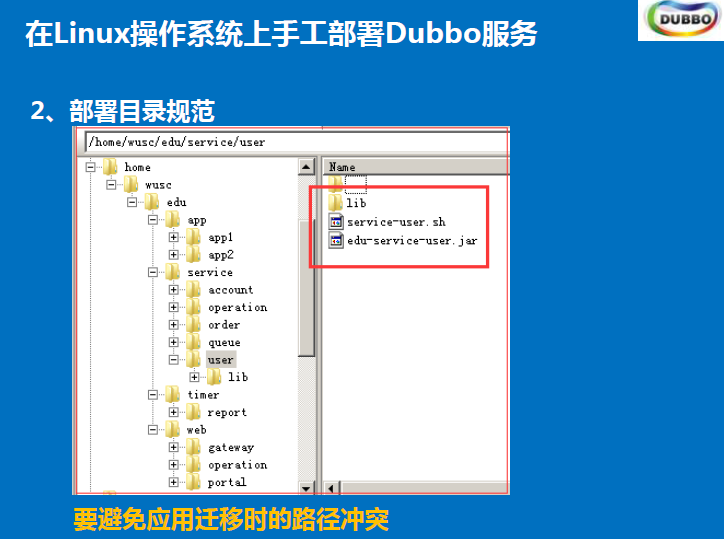 在Linux操作系统上手工部署Dubbo服务
DUBBO
2、部署目录规范
/home/wusc/edu/service/user
home
wusc
edu
app
app1
app2
service
account
operation
order
queue
user
lib
timer
report
web
gateway
operation
portal
Name
..
lib
service-user.sh
edu-service-user.jar
要避免应用迁移时的路径冲突